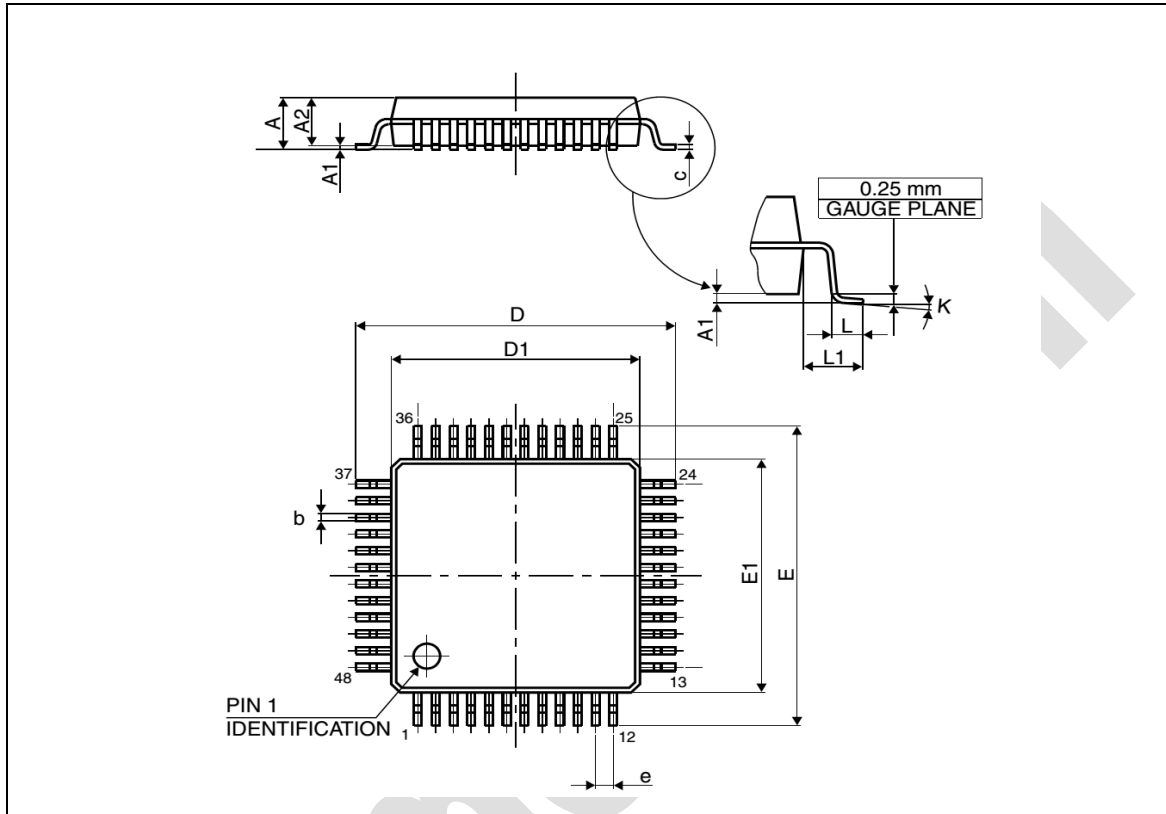 A
A2
A1
c
0.25 mm
GAUGE PLANE
A1
K
L
L1
D
D1
36
25
37
24
b
E1
E
48
13
PIN 1
IDENTIFICATION
1
12
e